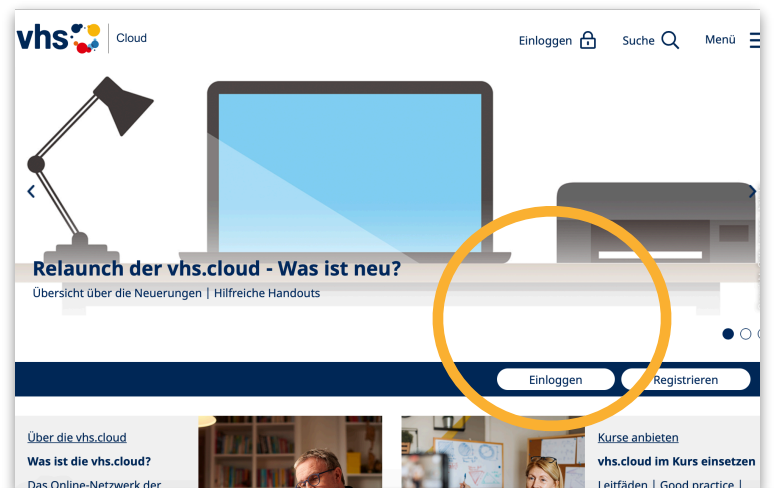 vhs Cloud
Einloggen Suche Menü
Relaunch der vhs.cloud - Was ist neu?
Übersicht über die Neuerungen | Hilfreiche Handouts
Einloggen Registrieren
Über die vhs.cloud
Was ist die vhs.cloud?
Das Online-Netzwerk der
Kurse anbieten
vhs.cloud im Kurs einsetzen
Leitfäden | Good practice |